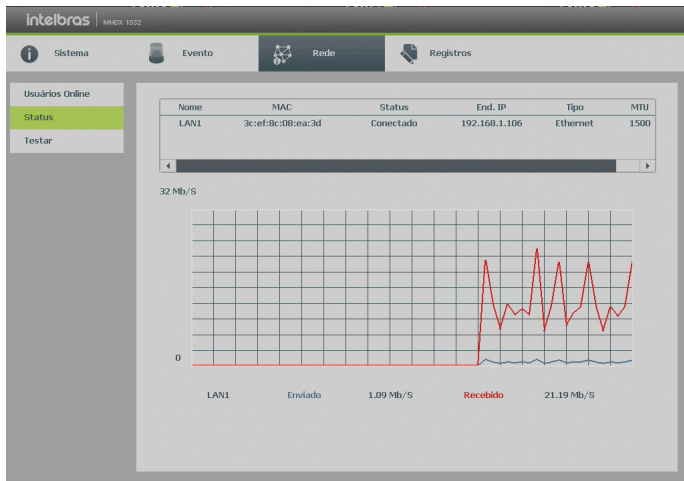 intelbras MHDX 1032
Sistema Evento Rede Registros
Usuários Online
Status
Testar
Nome MAC Status End. IP Tipo MTU
LAN1 3c:ef:8c:08:ea:3d Conectado 192.168.1.106 Ethernet 1500
32 Mb/S
0
LAN1 Enviado 1.09 Mb/S Recebido 21.19 Mb/S